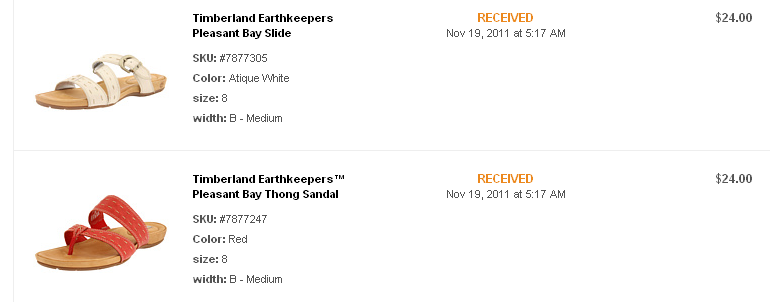 Timberland Earthkeepers
Pleasant Bay Slide
RECEIVED
Nov 19, 2011 at 5:17 AM
$24.00
SKU: #7877305
Color: Atique White
size: 8
width: B - Medium
Timberland Earthkeepers™
Pleasant Bay Thong Sandal
RECEIVED
Nov 19, 2011 at 5:17 AM
$24.00
SKU: #7877247
Color: Red
size: 8
width: B - Medium